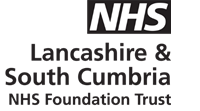 NHS
Lancashire &
South Cumbria
NHS Foundation Trust